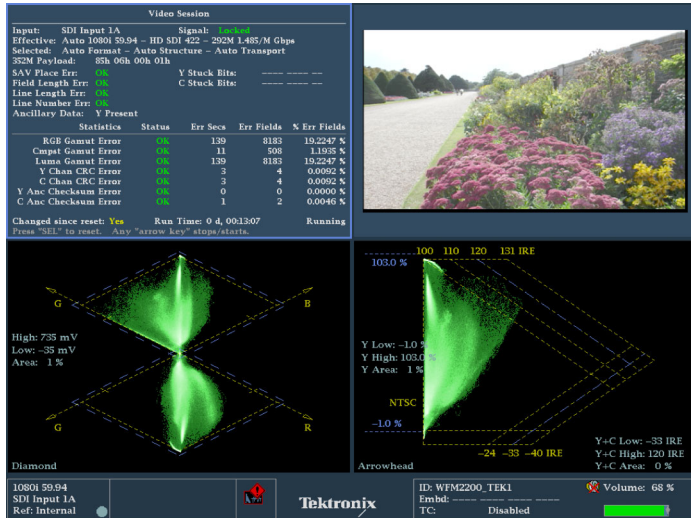 Video Session
Input: SDI Input 1A Signal: Locked
Effective: Auto 1080i 59.94 – HD SDI 422 – 292M 1.485/M Gbps
Selected: Auto Format – Auto Structure – Auto Transport
352M Payload: 85h 06h 00h 01h
SAV Place Err: OK Y Stuck Bits: –––– –––– ––
Field Length Err: OK C Stuck Bits: –––– –––– ––
Line Length Err: OK
Line Number Err: OK
Ancillary Data: Y Present
Statistics Status Err Secs Err Fields % Err Fields
RGB Gamut Error OK 139 8183 19.2247 %
Cmpst Gamut Error OK 11 508 1.1935 %
Luma Gamut Error OK 139 8183 19.2247 %
Y Chan CRC Error OK 3 4 0.0092 %
C Chan CRC Error OK 3 4 0.0092 %
Y Anc Checksum Error OK 0 0 0.0000 %
C Anc Checksum Error OK 1 2 0.0046 %
Changed since reset: Yes Run Time: 0 d, 00:13:07 Running
Press "SEL" to reset. Any "arrow key" stops/starts.
G B
High: 735 mV
Low: –35 mV
Area: 1 %
G R
Diamond
100 110 120 131 IRE
103.0 %
Y Low: –1.0 %
Y High: 103.0 %
Y Area: 1 %
NTSC
–1.0 %
–24 –33 –40 IRE
Y+C Low: –33 IRE
Y+C High: 120 IRE
Y+C Area: 0 %
Arrowhead
1080i 59.94
SDI Input 1A
Ref: Internal
Tektronix
ID: WFM2200_TEK1 Volume: 68 %
Embd: –––– –––– –––– ––––
TC: Disabled